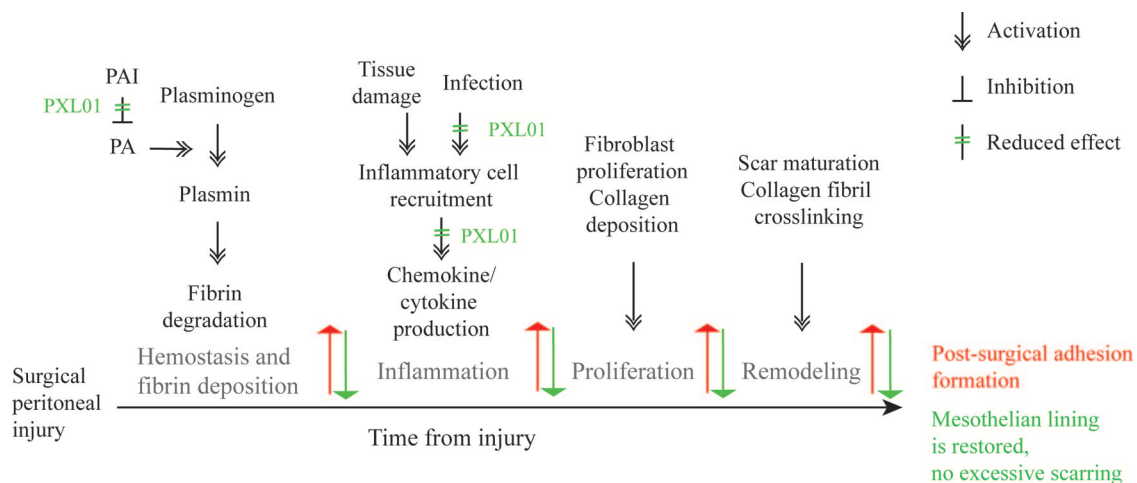 PAI
PXL01
PA
Plasminogen
Plasmin
Fibrin
degradation
Hemostasis and
fibrin deposition
Tissue
damage
Infection
PXL01
Inflammatory cell
recruitment
PXL01
Chemokine/
cytokine
production
Inflammation
Fibroblast
proliferation
Collagen
deposition
Proliferation
Scar maturation
Collagen fibril
crosslinking
Remodeling
Activation
Inhibition
Reduced effect
Surgical
peritoneal
injury
Time from injury
Post-surgical adhesion
formation
Mesothelian lining
is restored,
no excessive scarring